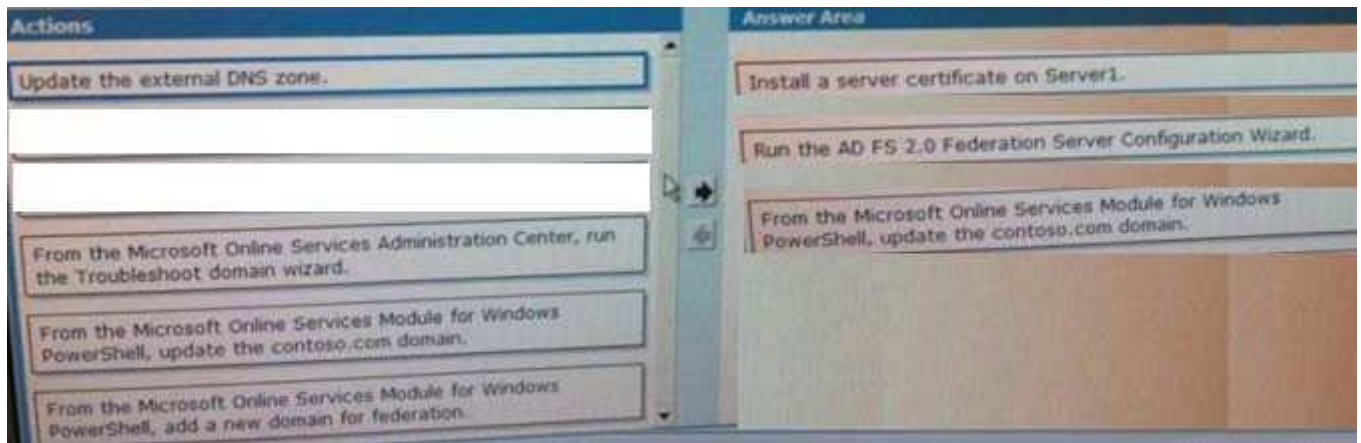 Actions
Update the external DNS zone.
From the Microsoft Online Services Administration Center, run
the Troubleshoot domain wizard.
From the Microsoft Online Services Module for Windows
PowerShell, update the contoso.com domain.
From the Microsoft Online Services Module for Windows
PowerShell, add a new domain for federation.
Answer Area
Install a server certificate on Server1.
Run the AD FS 2.0 Federation Server Configuration Wizard.
From the Microsoft Online Services Module for Windows
PowerShell, update the contoso.com domain.